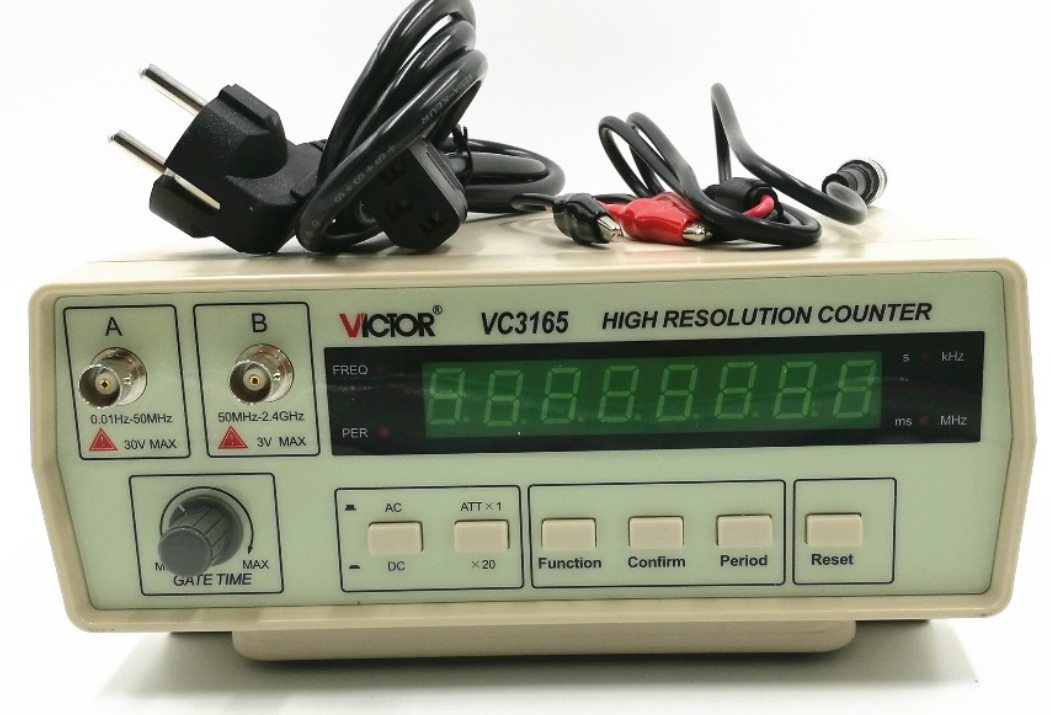 A
0.01Hz-50MHz
30V MAX
B
50MHz-2.4GHz
3V MAX
VICTOR® VC3165 HIGH RESOLUTION COUNTER
FREQ
PER
s kHz
ms MHz
MAX
GATE TIME
AC ATT×1
DC ×20
Function Confirm Period Reset